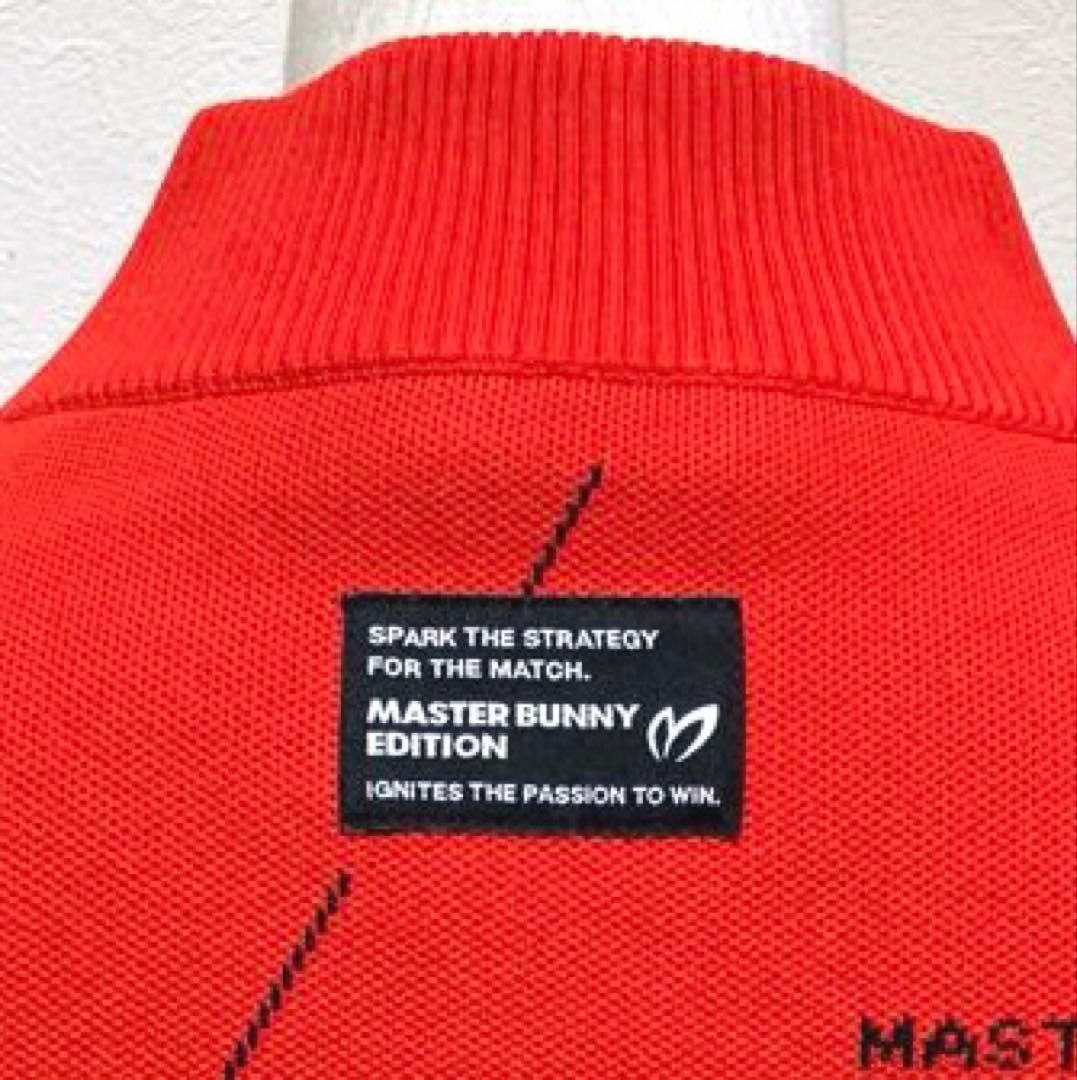 SPARK THE STRATEGY
FOR THE MATCH.
MASTER BUNNY
EDITION
IGNITES THE PASSION TO WIN.
MAST